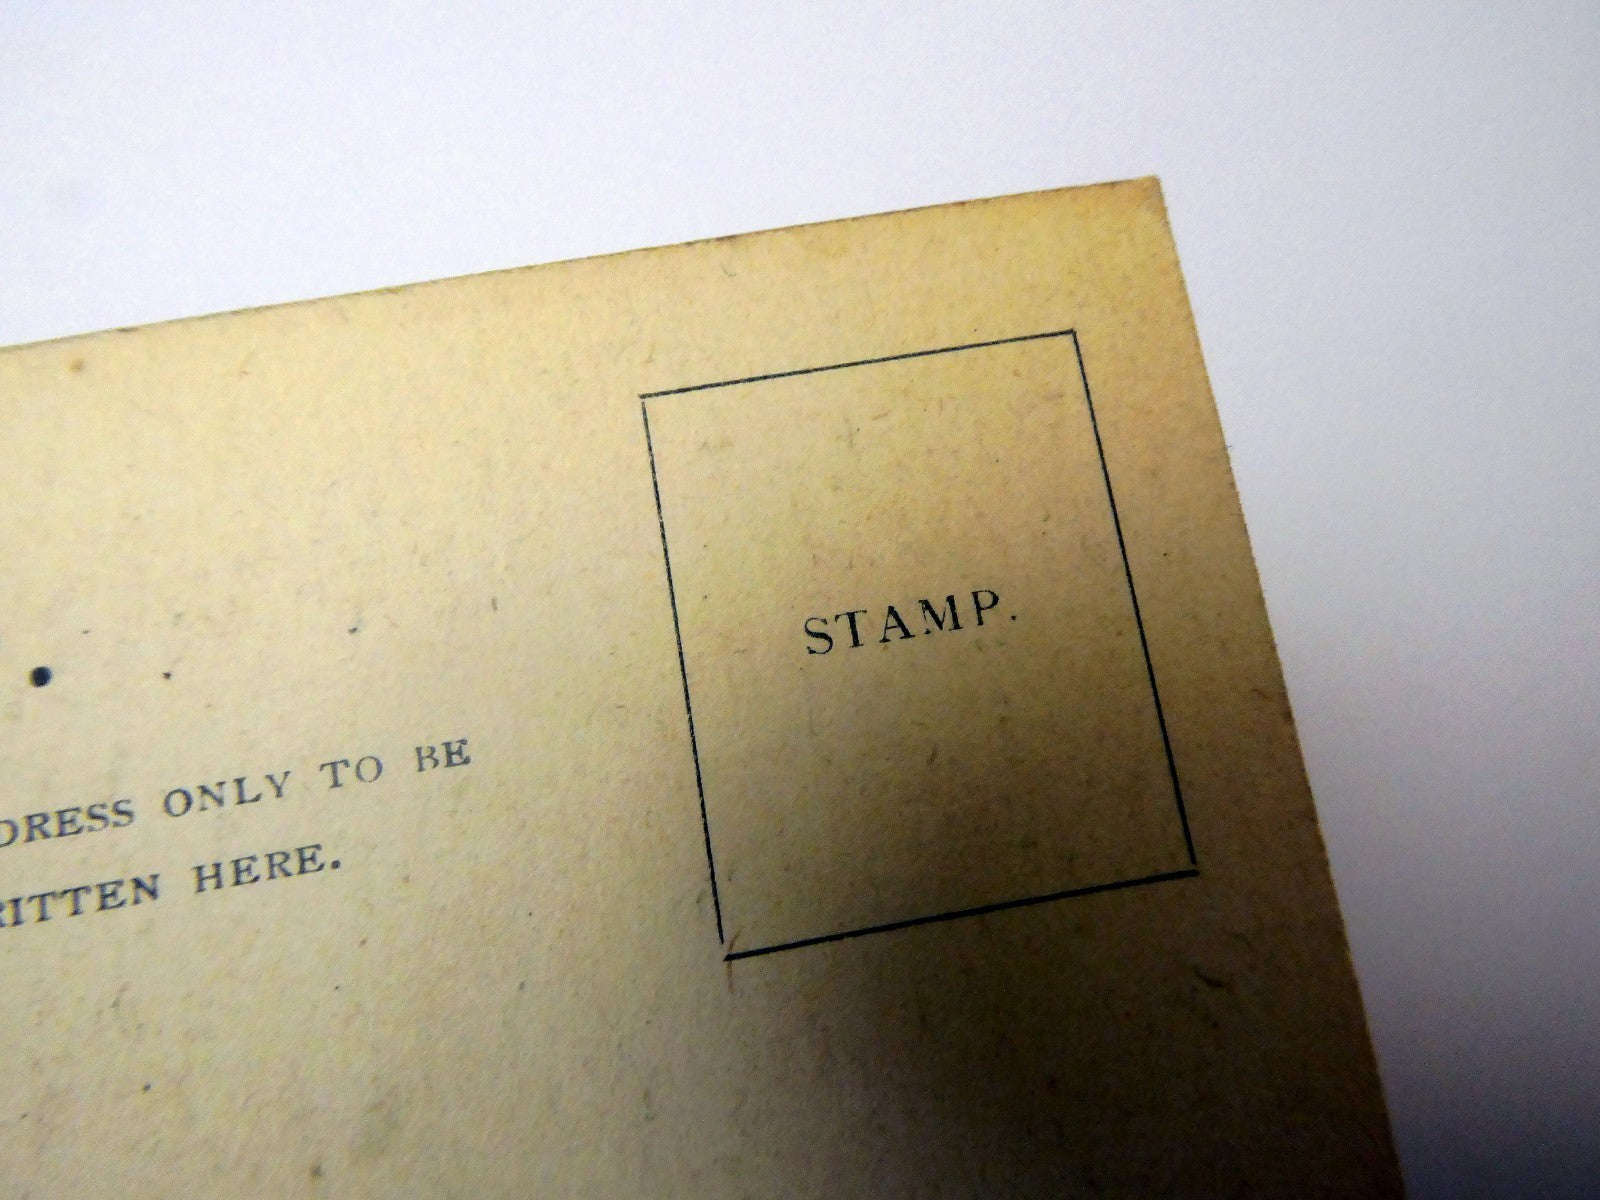 STAMP.
DRESS ONLY TO BE
RITTEN HERE.